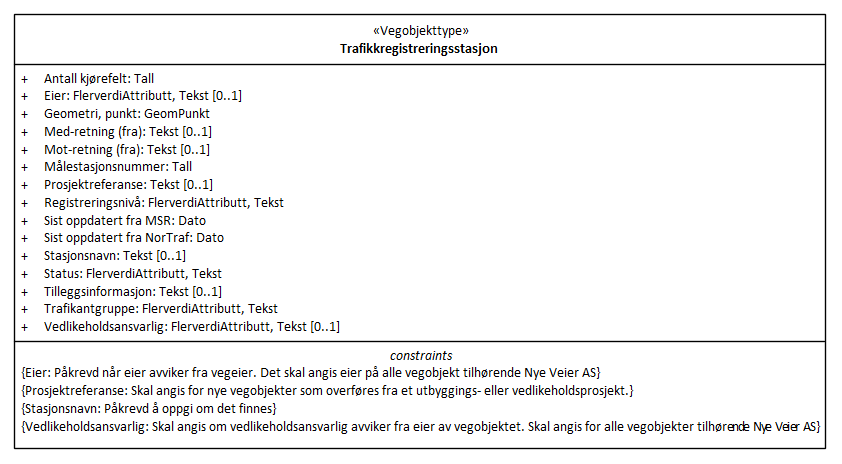 «Vegobjekttype»
Trafikkregistreringsstasjon
+ Antall kjørefelt: Tall
+ Eier: FlerverdiAttributt, Tekst [0..1]
+ Geometri, punkt: GeomPunkt
+ Med-retning (fra): Tekst [0..1]
+ Mot-retning (fra): Tekst [0..1]
+ Målestasjonsnummer: Tall
+ Prosjektreferanse: Tekst [0..1]
+ Registreringsnivå: FlerverdiAttributt, Tekst
+ Sist oppdatert fra MSR: Dato
+ Sist oppdatert fra NorTraf: Dato
+ Stasjonsnavn: Tekst [0..1]
+ Status: FlerverdiAttributt, Tekst
+ Tilleggsinformasjon: Tekst [0..1]
+ Trafikantgruppe: FlerverdiAttributt, Tekst
+ Vedlikeholdsansvarlig: FlerverdiAttributt, Tekst [0..1]
constraints
{Eier: Påkrevd når eier avviker fra vegeier. Det skal angis eier på alle vegobjekt tilhørende Nye Veier AS}
{Prosjektreferanse: Skal angis for nye vegobjekter som overføres fra et utbyggings- eller vedlikeholdsprosjekt.}
{Stasjonsnavn: Påkrevd å oppgi om det finnes}
{Vedlikeholdsansvarlig: Skal angis om vedlikeholdsansvarlig avviker fra eier av vegobjektet. Skal angis for alle vegobjekter tilhørende Nye Veier AS}